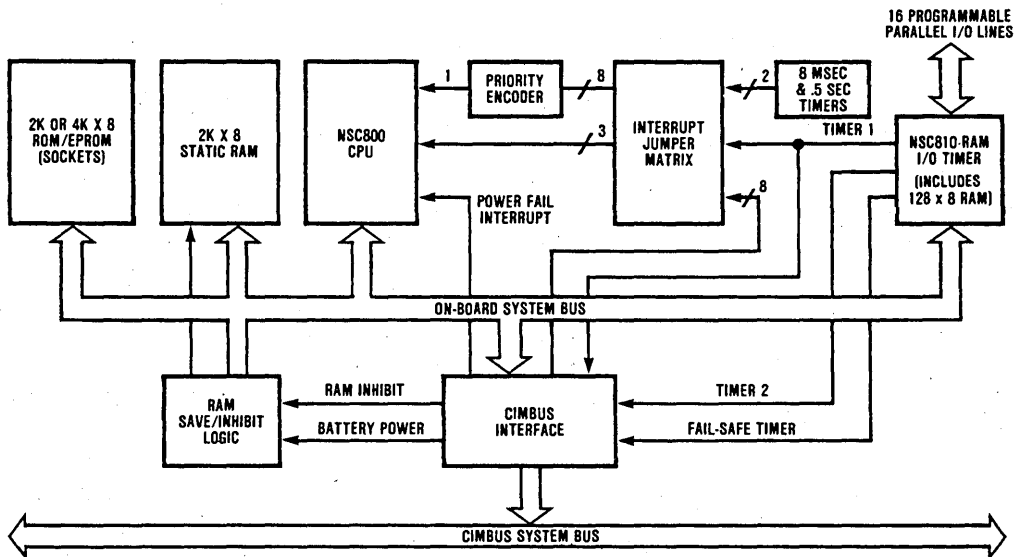 16 PROGRAMMABLE
PARALLEL I/O LINES
2K OR 4K X 8
ROM/EPROM
(SOCKETS)
2K X 8
STATIC RAM
NSC800
CPU
1
PRIORITY
ENCODER
8
3
INTERRUPT
JUMPER
MATRIX
2
8 MSEC
& .5 SEC
TIMERS
TIMER 1
NSC810-RAM
I/O TIMER
(INCLUDES
128 x 8 RAM)
POWER FAIL
INTERRUPT
8
ON-BOARD SYSTEM BUS
RAM
SAVE/INHIBIT
LOGIC
RAM INHIBIT
BATTERY POWER
CIMBUS
INTERFACE
TIMER 2
FAIL-SAFE TIMER
CIMBUS SYSTEM BUS